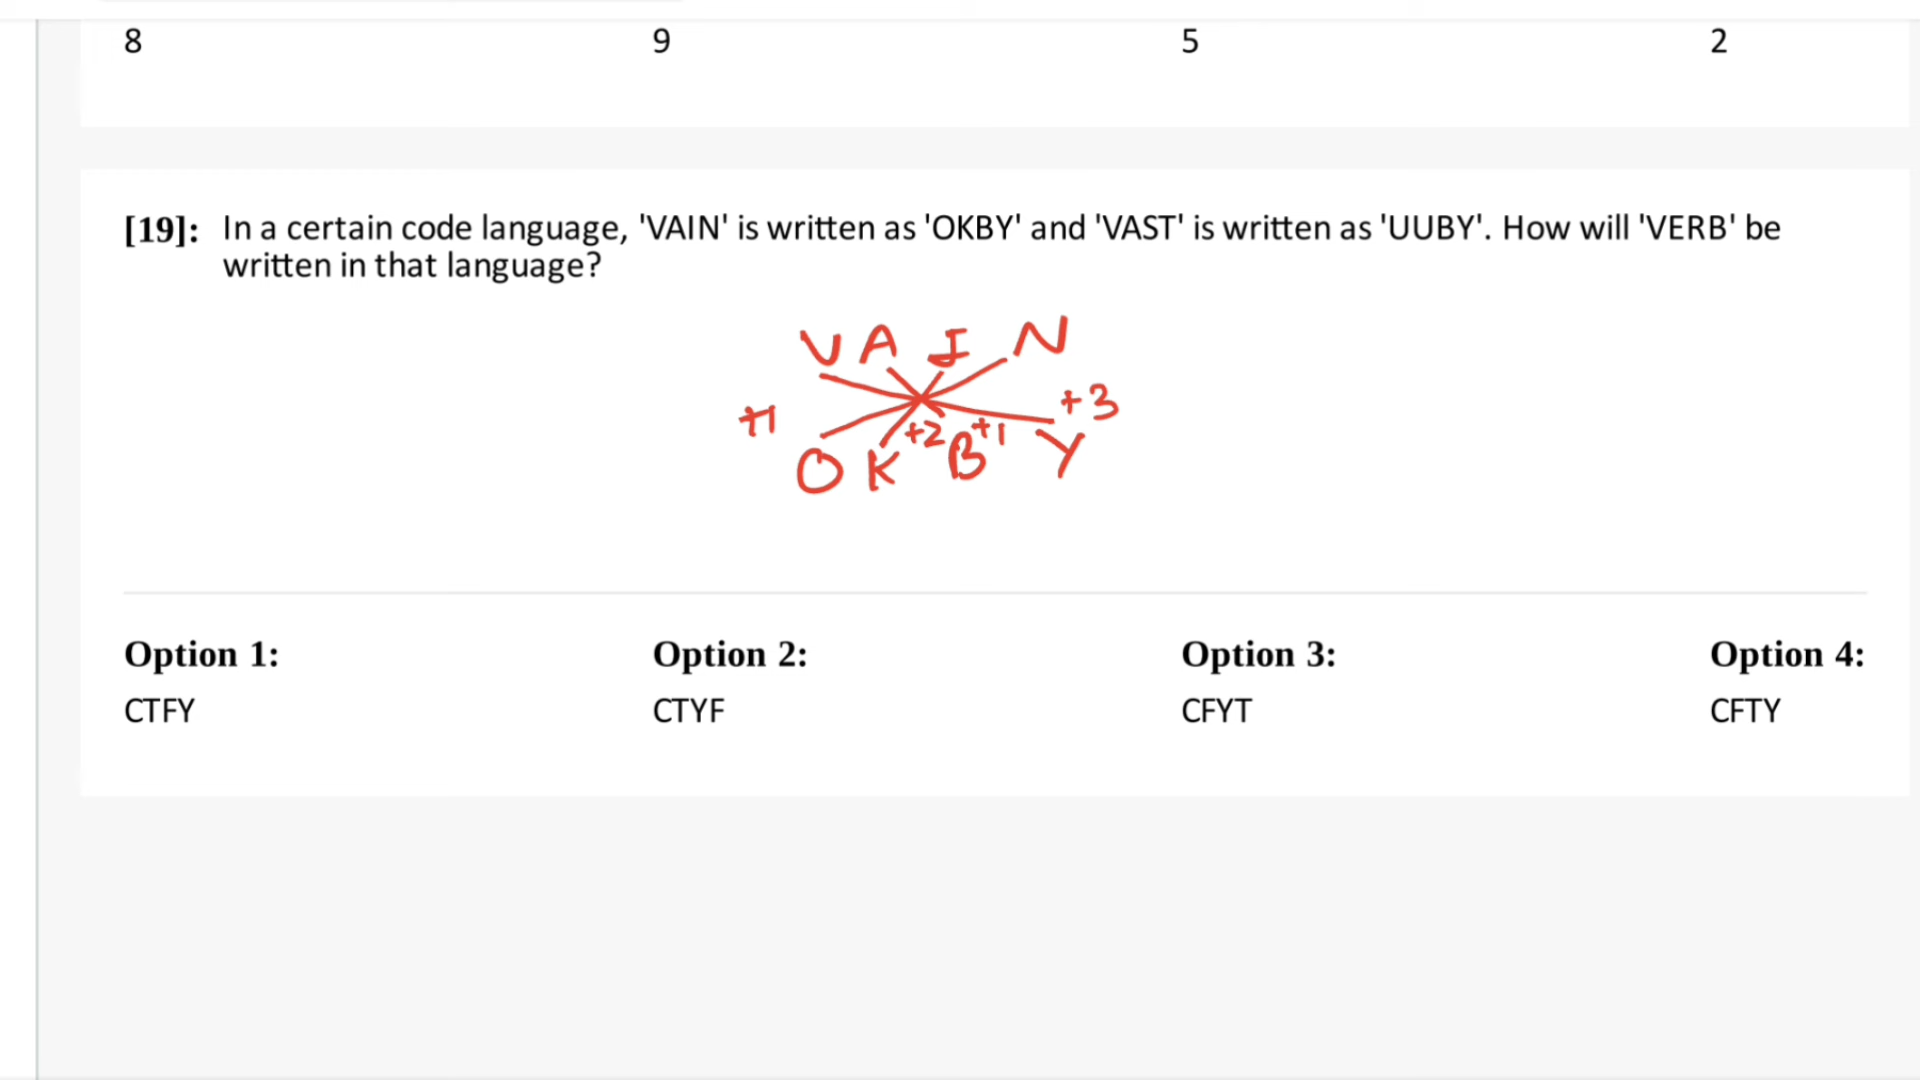 8 9 5 2
[19]: In a certain code language, 'VAIN' is written as 'OKBY' and 'VAST' is written as 'UUBY'. How will 'VERB' be
written in that language?
V A I N
+1 +2 +1 +3
O K B Y
Option 1: Option 2: Option 3: Option 4:
CTFY CTYF CFYT CFTY